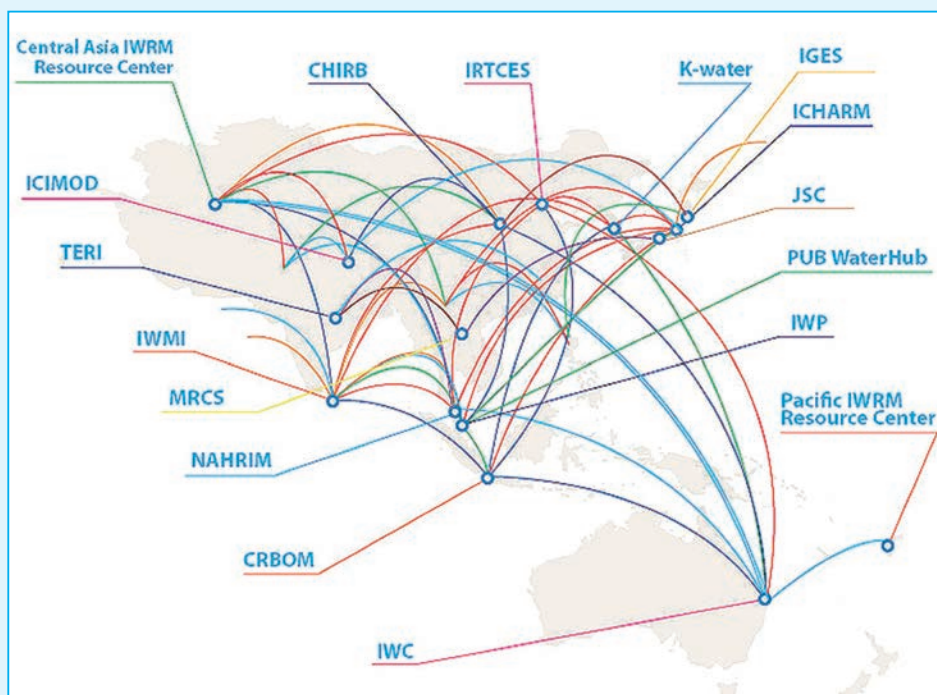 Central Asia IWRM
Resource Center
CHIRB
IRTCES
K-water
IGES
ICHARM
ICIMOD
JSC
TERI
PUB WaterHub
IWMI
IWP
MRCS
Pacific IWRM
Resource Center
NAHRIM
CRBOM
IWC